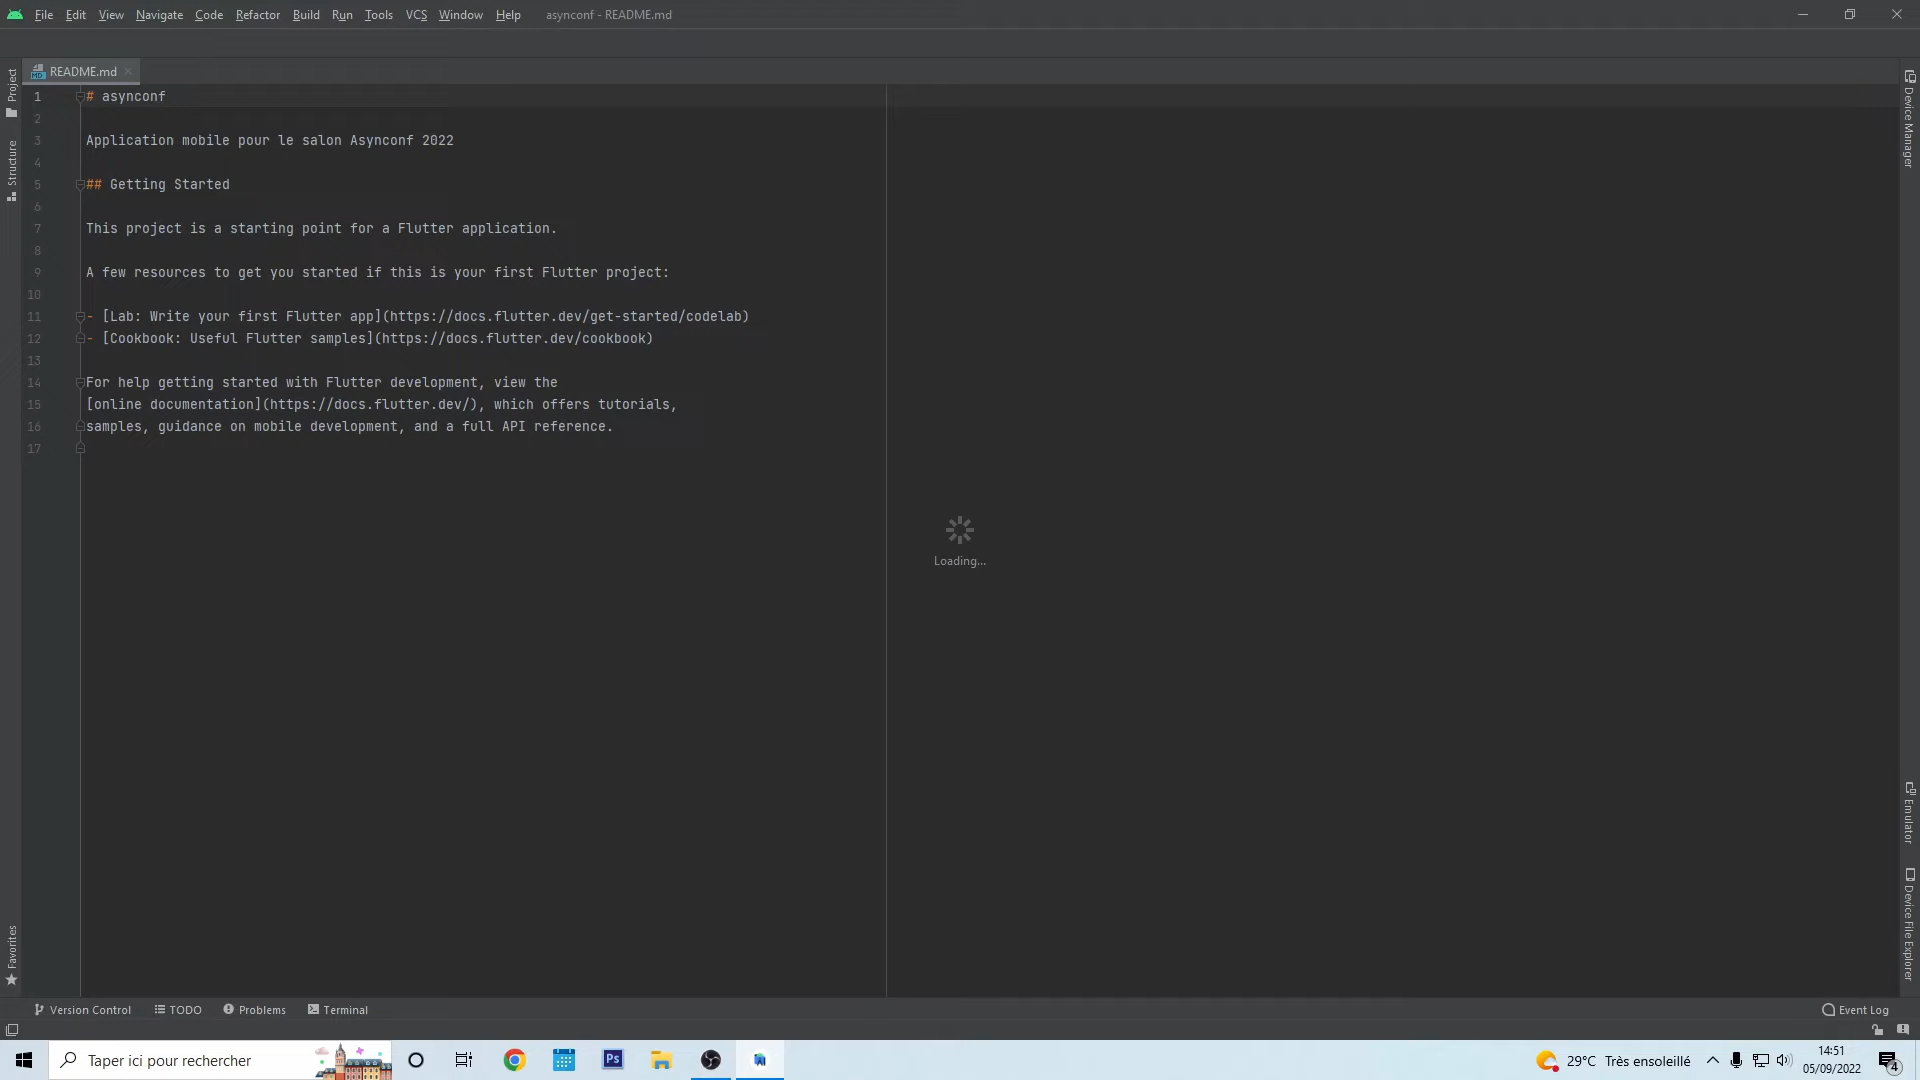 File Edit View Navigate Code Refactor Build Run Tools VCS Window Help asynconf - README.md
README.md
Project
Structure
Favorites
Device Manager
Emulator
Device File Explorer
1 # asynconf
2
3 Application mobile pour le salon Asynconf 2022
4
5 ## Getting Started
6
7 This project is a starting point for a Flutter application.
8
9 A few resources to get you started if this is your first Flutter project:
10
11 - [Lab: Write your first Flutter app](https://docs.flutter.dev/get-started/codelab)
12 - [Cookbook: Useful Flutter samples](https://docs.flutter.dev/cookbook)
13
14 For help getting started with Flutter development, view the
15 [online documentation](https://docs.flutter.dev/), which offers tutorials,
16 samples, guidance on mobile development, and a full API reference.
17
Loading...
Version Control TODO Problems Terminal Event Log
Taper ici pour rechercher Ps 29°C Très ensoleillé 14:51
05/09/2022 4